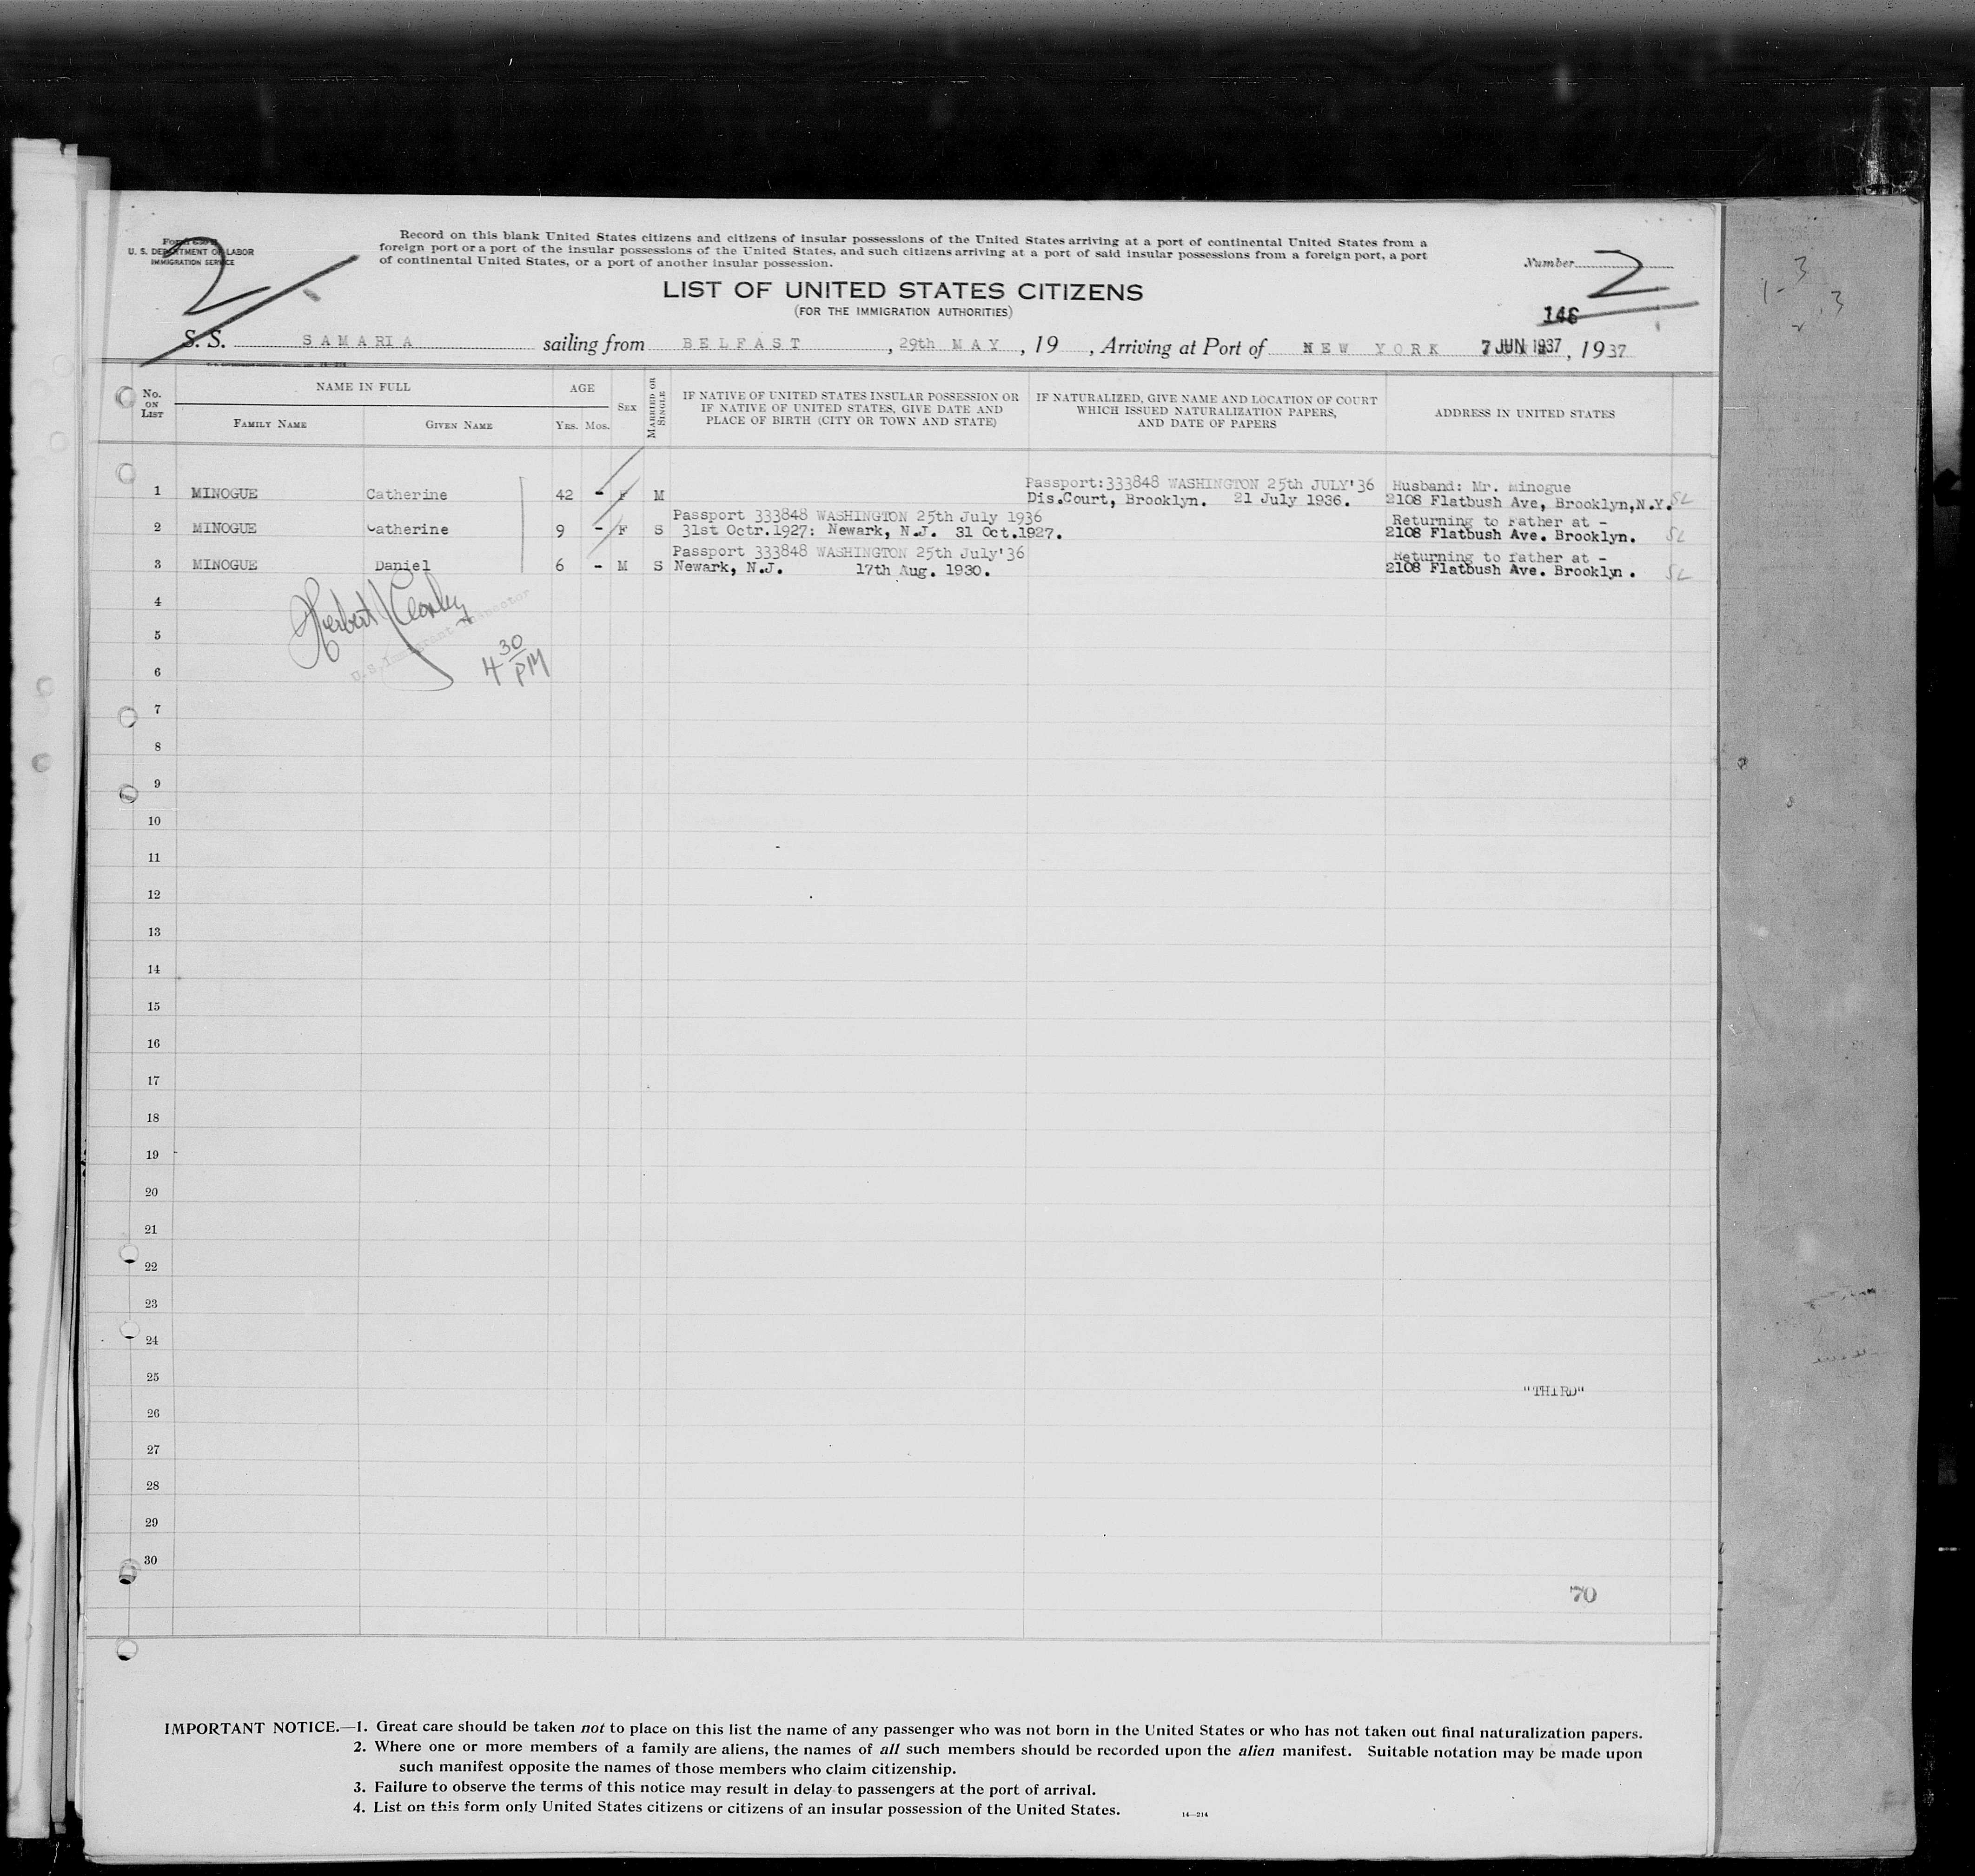 U. S. DEPARTMENT OF LABOR
IMMIGRATION SERVICE
2
Record on this blank United States citizens and citizens of insular possessions of the United States arriving at a port of continental United States from a
foreign port or a port of the insular possessions of the United States, and such citizens arriving at a port of said insular possessions from a foreign port, a port
of continental United States, or a port of another insular possession.
Number 2
LIST OF UNITED STATES CITIZENS
(FOR THE IMMIGRATION AUTHORITIES)
146
S. S. SAMARIA sailing from BELFAST, 29th MAY, 19 , Arriving at Port of NEW YORK 7 JUN 1937, 1937
No. ON LIST
NAME IN FULL
FAMILY NAME
GIVEN NAME
AGE
YRS. MOS.
SEX
MARRIED OR SINGLE
IF NATIVE OF UNITED STATES INSULAR POSSESSION OR
IF NATIVE OF UNITED STATES, GIVE DATE AND
PLACE OF BIRTH (CITY OR TOWN AND STATE)
IF NATURALIZED, GIVE NAME AND LOCATION OF COURT
WHICH ISSUED NATURALIZATION PAPERS,
AND DATE OF PAPERS
ADDRESS IN UNITED STATES
Passport:333848 WASHINGTON 25th JULY'36 Husband: Mr. Minogue
1 MINOGUE Catherine 42 - F M Dis.Court, Brooklyn. 21 July 1936. 2108 Flatbush Ave, Brooklyn,N.Y. SL
Passport 333848 WASHINGTON 25th July 1936 Returning to Father at -
2 MINOGUE Catherine 9 - F S 31st Octr.1927: Newark, N.J. 31 Oct.1927. 2108 Flatbush Ave. Brooklyn. SL
Passport 333848 WASHINGTON 25th July'36 Returning to father at -
3 MINOGUE Daniel 6 - M S Newark, N.J. 17th Aug. 1930. 2108 Flatbush Ave. Brooklyn . SL
4
Herbert
5
U.S. Immigrant Inspector
4 30 PM
6
7
8
9
10
11
12
13
14
15
16
17
18
19
20
21
22
23
24
25
"THIRD"
26
27
28
29
30
70
IMPORTANT NOTICE.—1. Great care should be taken not to place on this list the name of any passenger who was not born in the United States or who has not taken out final naturalization papers.
2. Where one or more members of a family are aliens, the names of all such members should be recorded upon the alien manifest. Suitable notation may be made upon
such manifest opposite the names of those members who claim citizenship.
3. Failure to observe the terms of this notice may result in delay to passengers at the port of arrival.
4. List on this form only United States citizens or citizens of an insular possession of the United States.
14—214